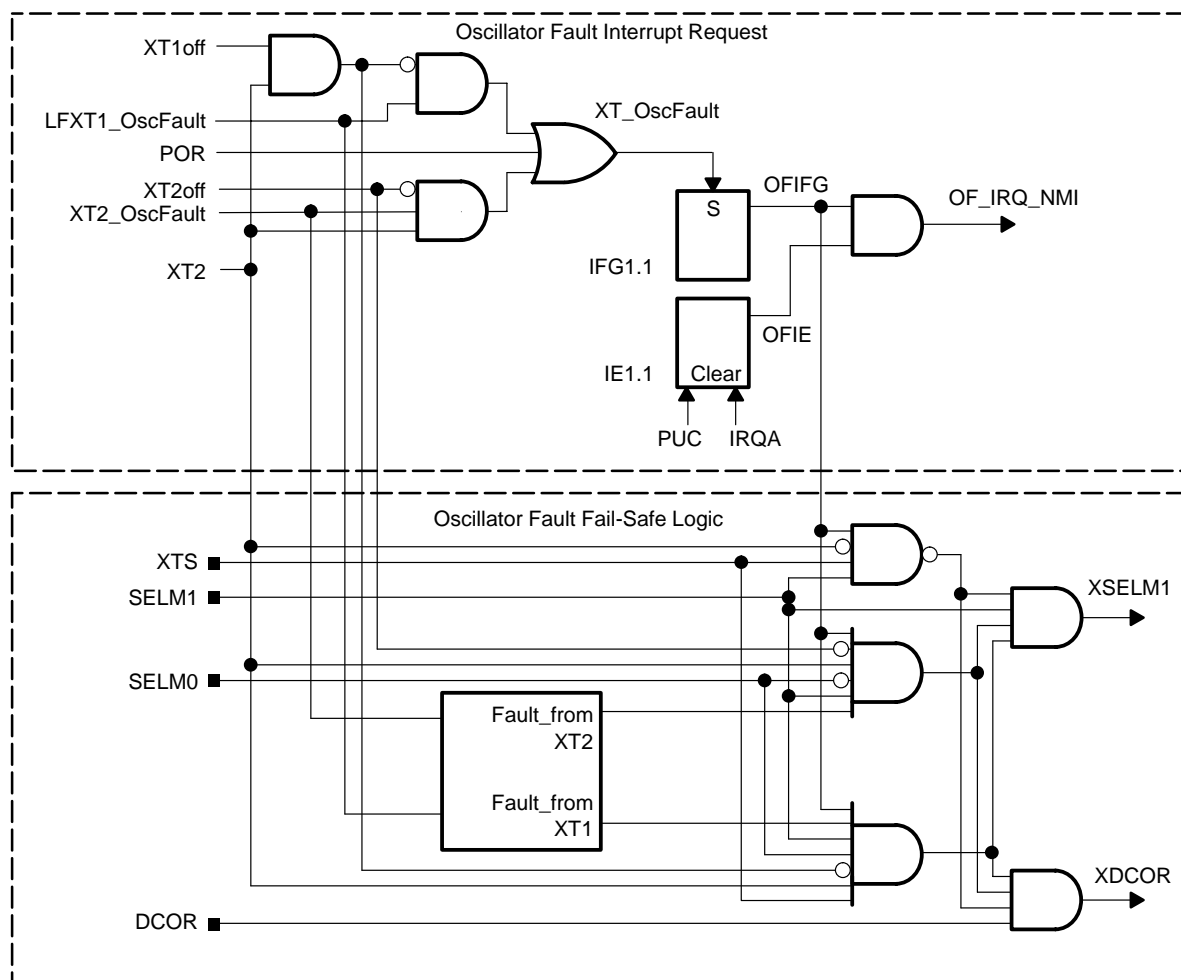 Oscillator Fault Interrupt Request
XT1off
LFXT1_OscFault
XT_OscFault
POR
XT2off
XT2_OscFault
XT2
OFIFG
S
OF_IRQ_NMI
IFG1.1
OFIE
IE1.1
Clear
PUC
IRQA
Oscillator Fault Fail-Safe Logic
XTS
SELM1
XSELM1
SELM0
Fault_from
XT2
Fault_from
XT1
XDCOR
DCOR